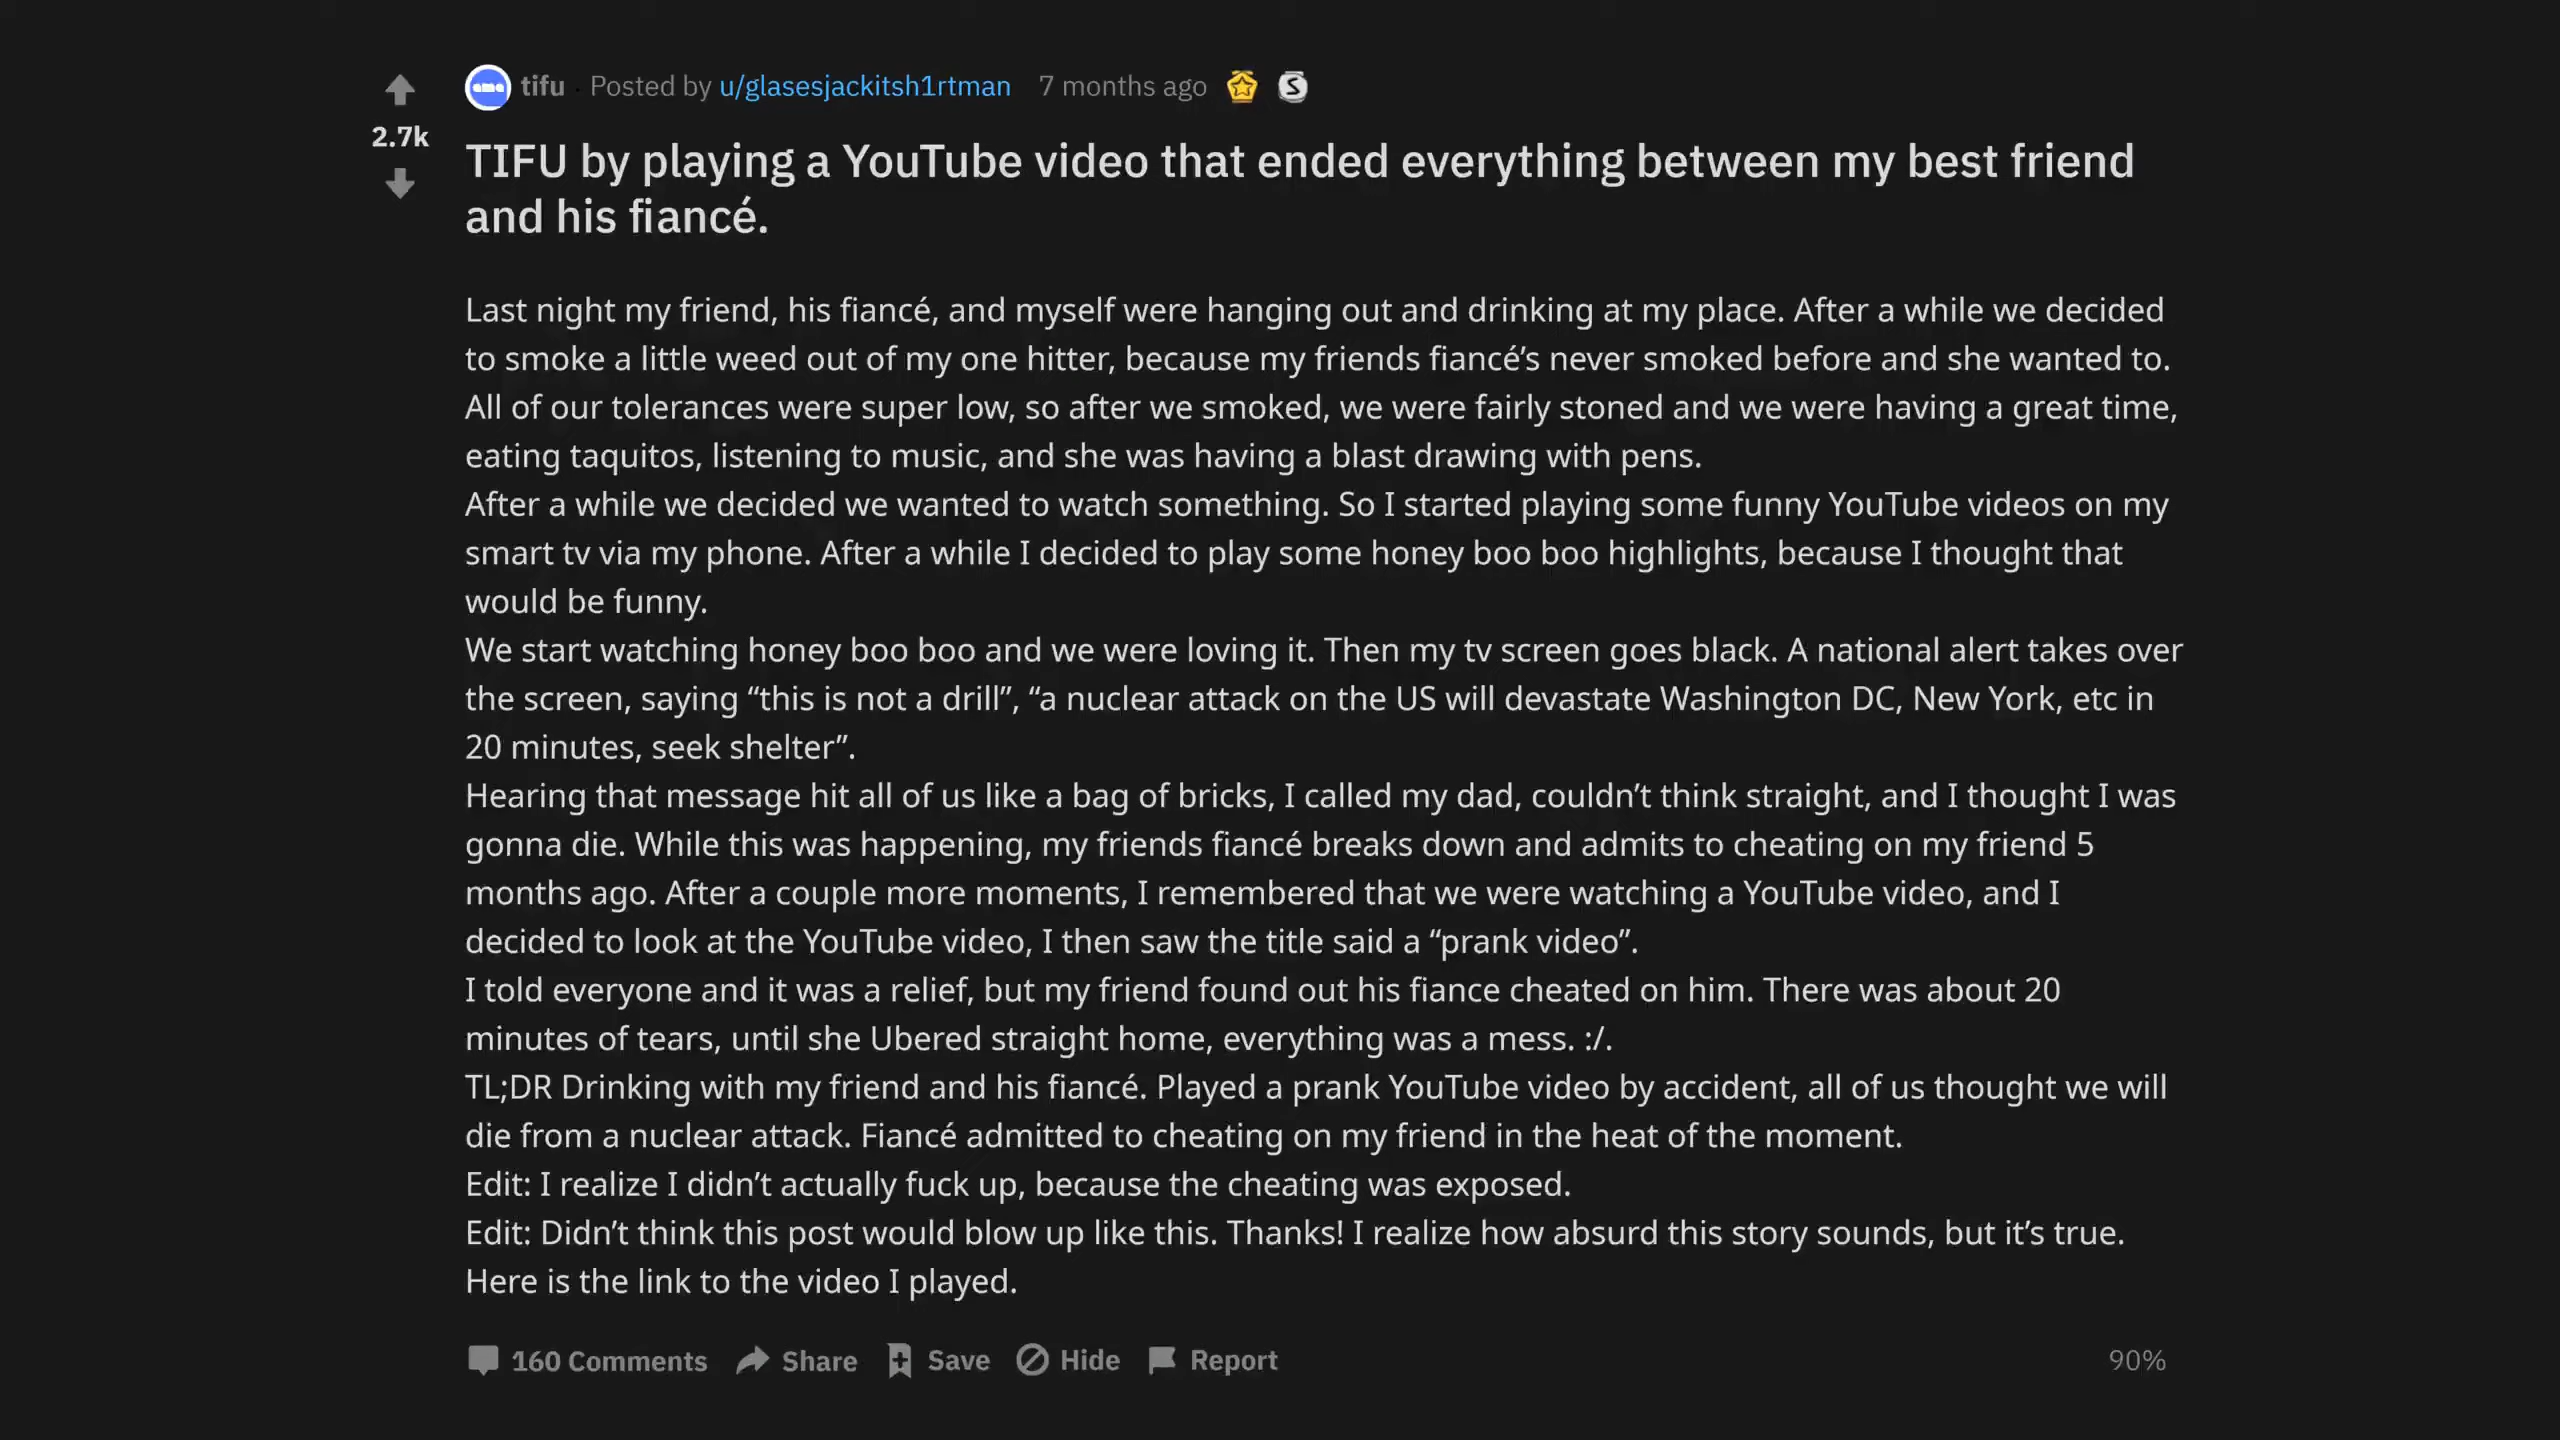 tifu · Posted by u/glasesjackitsh1rtman 7 months ago
2.7k
TIFU by playing a YouTube video that ended everything between my best friend
and his fiancé.
Last night my friend, his fiancé, and myself were hanging out and drinking at my place. After a while we decided
to smoke a little weed out of my one hitter, because my friends fiancé’s never smoked before and she wanted to.
All of our tolerances were super low, so after we smoked, we were fairly stoned and we were having a great time,
eating taquitos, listening to music, and she was having a blast drawing with pens.
After a while we decided we wanted to watch something. So I started playing some funny YouTube videos on my
smart tv via my phone. After a while I decided to play some honey boo boo highlights, because I thought that
would be funny.
We start watching honey boo boo and we were loving it. Then my tv screen goes black. A national alert takes over
the screen, saying “this is not a drill”, “a nuclear attack on the US will devastate Washington DC, New York, etc in
20 minutes, seek shelter”.
Hearing that message hit all of us like a bag of bricks, I called my dad, couldn’t think straight, and I thought I was
gonna die. While this was happening, my friends fiancé breaks down and admits to cheating on my friend 5
months ago. After a couple more moments, I remembered that we were watching a YouTube video, and I
decided to look at the YouTube video, I then saw the title said a “prank video”.
I told everyone and it was a relief, but my friend found out his fiance cheated on him. There was about 20
minutes of tears, until she Ubered straight home, everything was a mess. :/.
TL;DR Drinking with my friend and his fiancé. Played a prank YouTube video by accident, all of us thought we will
die from a nuclear attack. Fiancé admitted to cheating on my friend in the heat of the moment.
Edit: I realize I didn’t actually fuck up, because the cheating was exposed.
Edit: Didn’t think this post would blow up like this. Thanks! I realize how absurd this story sounds, but it’s true.
Here is the link to the video I played.
160 Comments Share Save Hide Report 90%